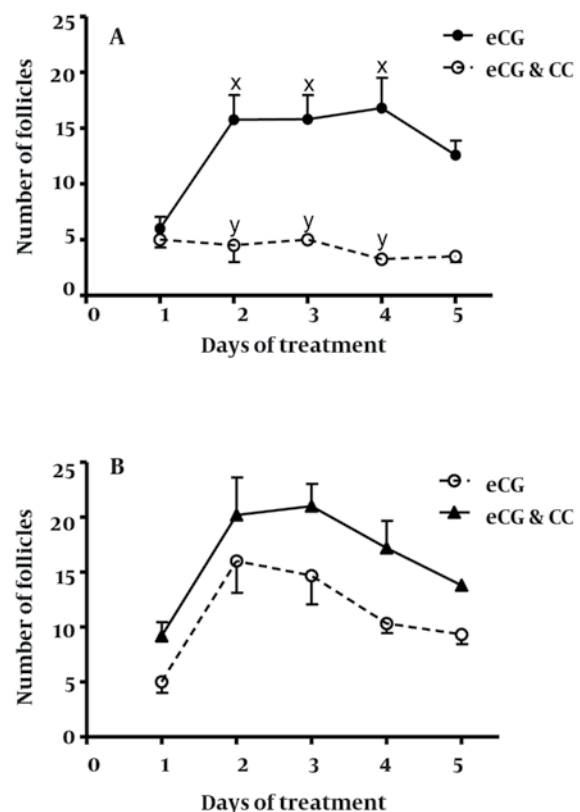 A
eCG
eCG & CC
Number of follicles
25
20
15
10
5
0
x x x
y y y
0 1 2 3 4 5
Days of treatment
B
eCG
eCG & CC
Number of follicles
25
20
15
10
5
0
0 1 2 3 4 5
Days of treatment